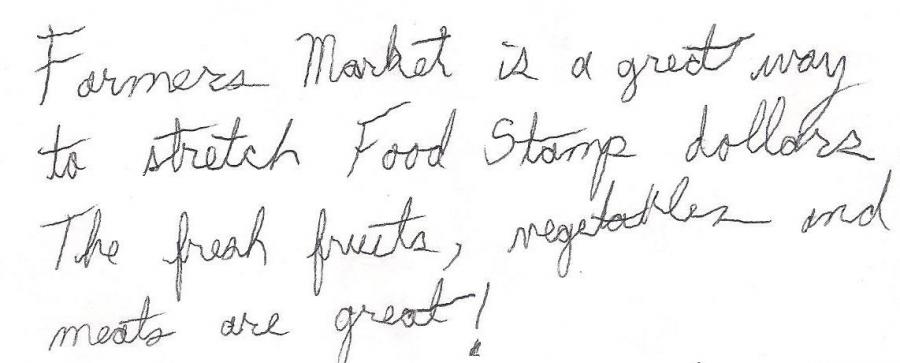 Farmers Market is a great way
to stretch Food Stamp dollars
The fresh fruits, vegetables and
meats are great!